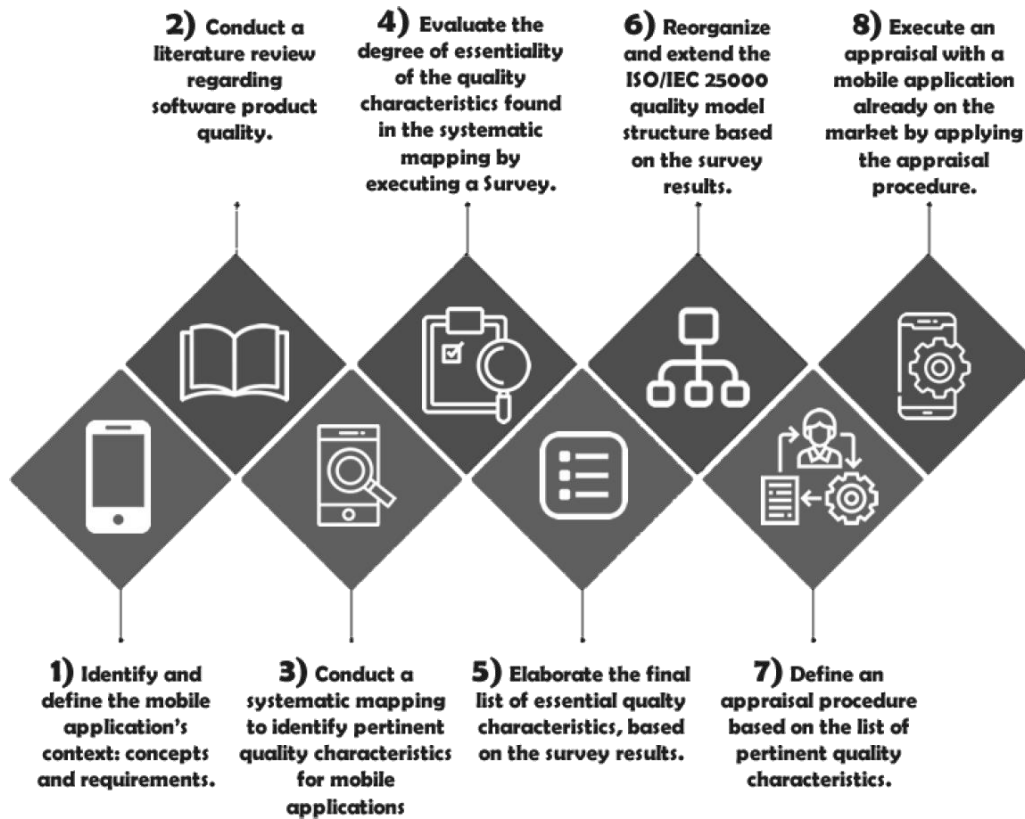 2) Conduct a
literature review
regarding
software product
quality.
4) Evaluate the
degree of essentiality
of the quality
characteristics found
in the systematic
mapping by
executing a Survey.
6) Reorganize
and extend the
ISO/IEC 25000
quality model
structure based
on the survey
results.
8) Execute an
appraisal with a
mobile application
already on the
market by applying
the appraisal
procedure.
1) Identify and
define the mobile
application's
context: concepts
and requirements.
3) Conduct a
systematic mapping
to identify pertinent
quality characteristics
for mobile
applications
5) Elaborate the final
list of essential qualty
characteristics, based
on the survey results.
7) Define an
appraisal procedure
based on the list of
pertinent quality
characteristics.